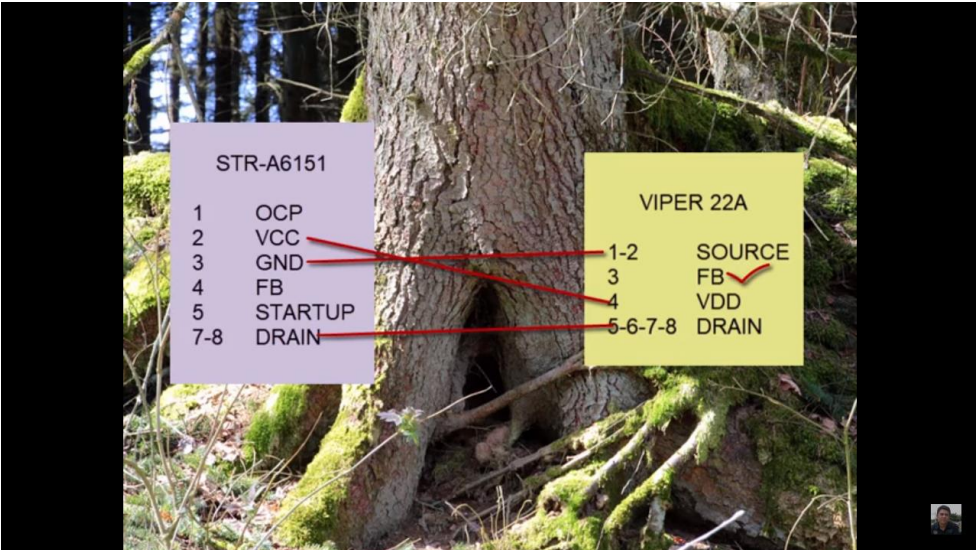 STR-A6151
1 OCP
2 VCC
3 GND
4 FB
5 STARTUP
7-8 DRAIN
VIPER 22A
1-2 SOURCE
3 FB
4 VDD
5-6-7-8 DRAIN